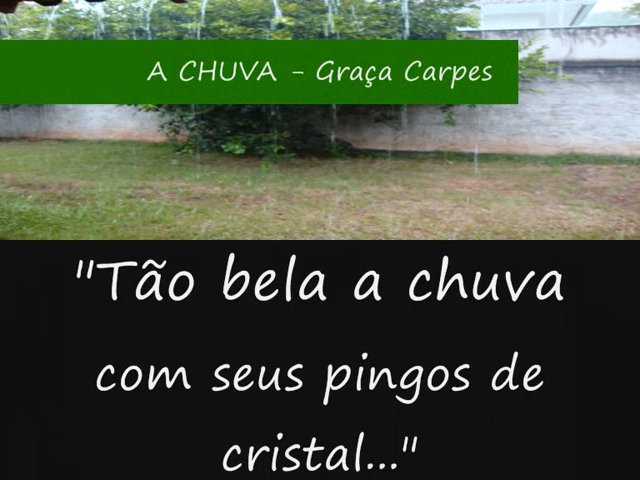 A CHUVA - Graça Carpes
"Tão bela a chuva
com seus pingos de
cristal..."